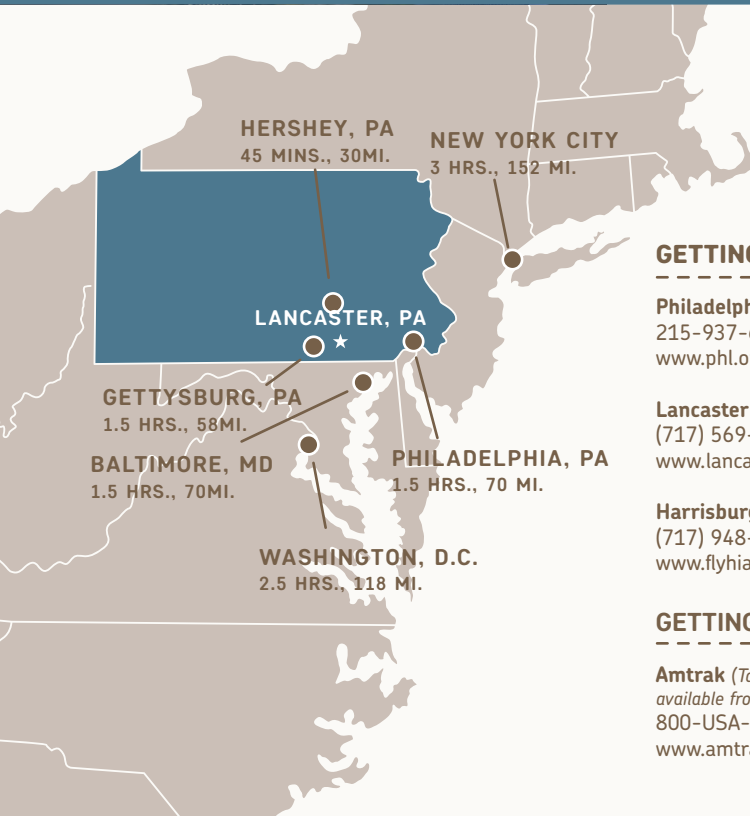 HERSHEY, PA
45 MINS., 30MI.
NEW YORK CITY
3 HRS., 152 MI.
LANCASTER, PA
GETTYSBURG, PA
1.5 HRS., 58MI.
BALTIMORE, MD
1.5 HRS., 70MI.
PHILADELPHIA, PA
1.5 HRS., 70 MI.
WASHINGTON, D.C.
2.5 HRS., 118 MI.
GETTING
Philadelph
215-937-
www.phl.o
Lancaster
(717) 569-
www.lanca
Harrisburg
(717) 948-
www.flyhia
GETTING
Amtrak (To
available fro
800-USA-
www.amtra